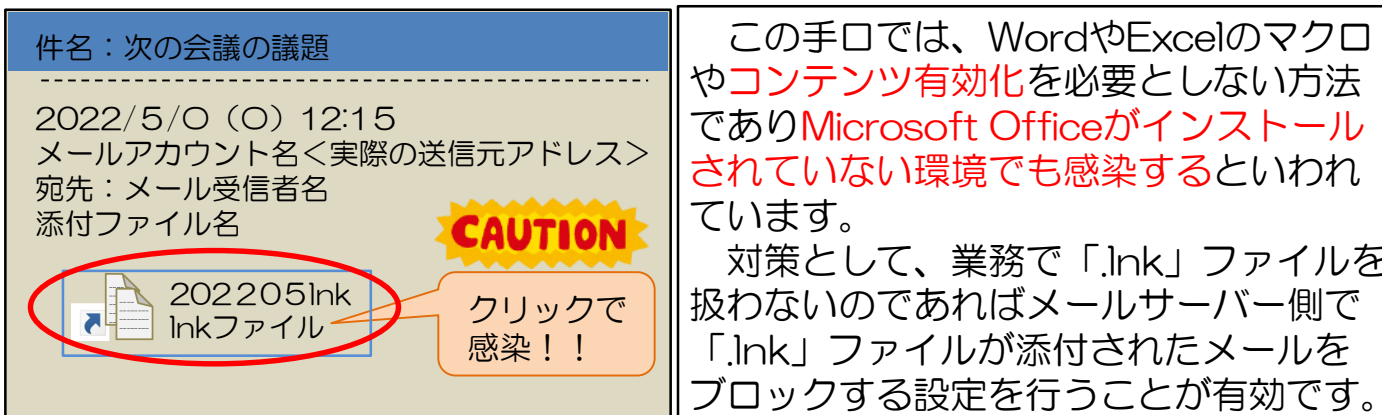 件名：次の会議の議題
2022/5/○（○）12:15
メールアカウント名＜実際の送信元アドレス＞
宛先：メール受信者名
添付ファイル名
CAUTION
202205lnk
lnkファイル
クリックで
感染！！
この手口では、WordやExcelのマクロ
やコンテンツ有効化を必要としない方法
でありMicrosoft Officeがインストール
されていない環境でも感染するといわれ
ています。
対策として、業務で「.lnk」ファイルを
扱わないのであればメールサーバー側で
「.lnk」ファイルが添付されたメールを
ブロックする設定を行うことが有効です。